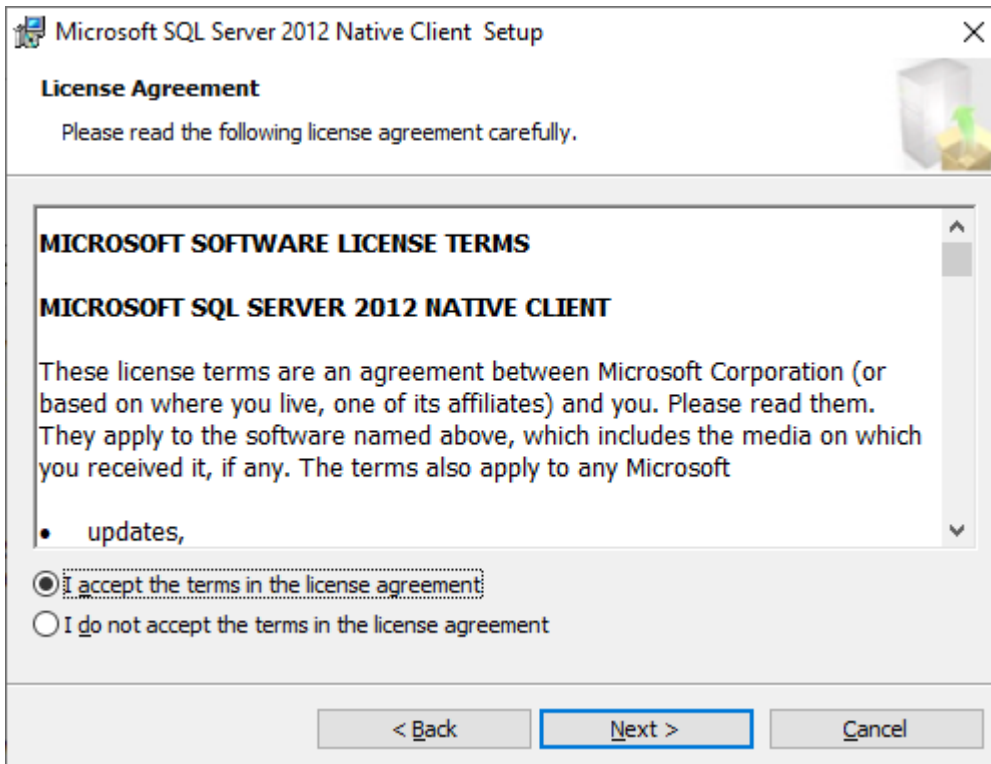 Microsoft SQL Server 2012 Native Client  Setup
License Agreement
Please read the following license agreement carefully.
MICROSOFT SOFTWARE LICENSE TERMS
MICROSOFT SQL SERVER 2012 NATIVE CLIENT
These license terms are an agreement between Microsoft Corporation (or
based on where you live, one of its affiliates) and you. Please read them.
They apply to the software named above, which includes the media on which
you received it, if any. The terms also apply to any Microsoft
• updates,
I accept the terms in the license agreement
I do not accept the terms in the license agreement
< Back
Next >
Cancel